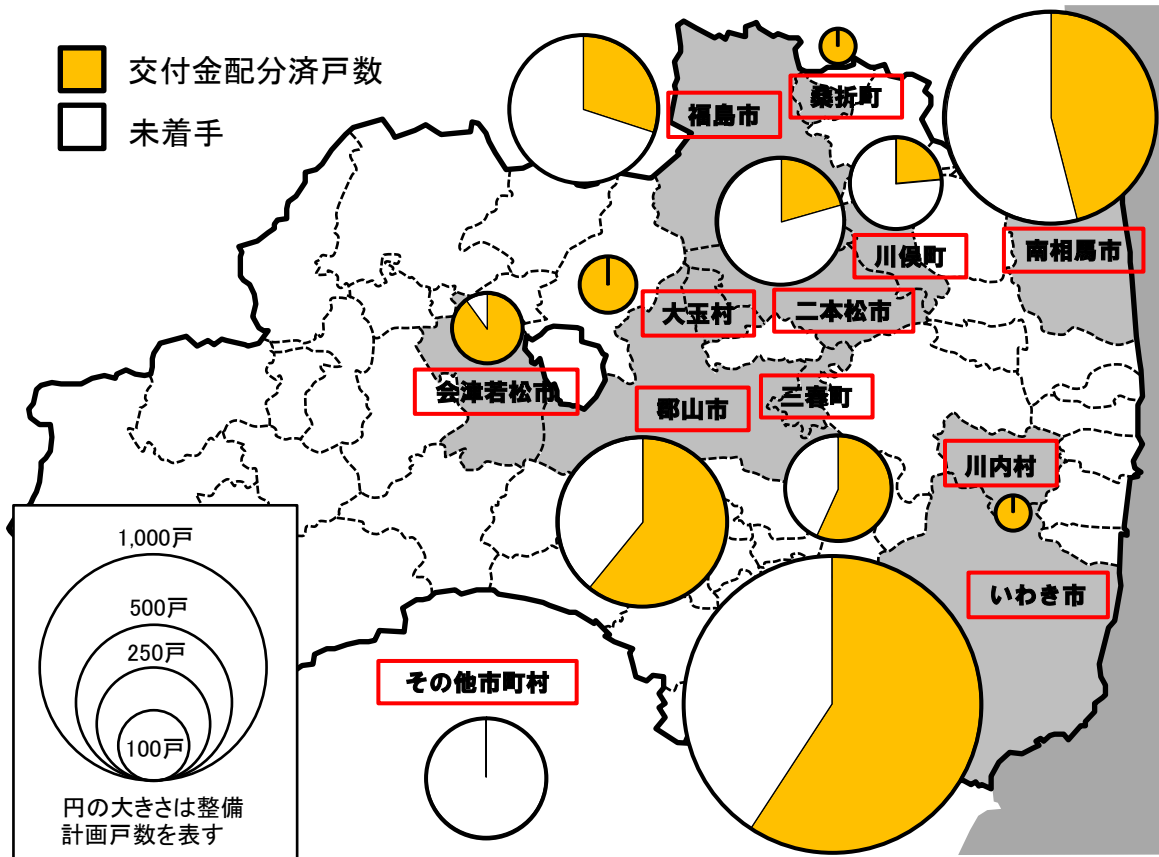 交付金配分済戸数
未着手
桑折町
福島市
川俣町
南相馬市
大玉村
二本松市
会津若松市
郡山市
三春町
川内村
いわき市
その他市町村
1,000戸
500戸
250戸
100戸
円の大きさは整備
計画戸数を表す